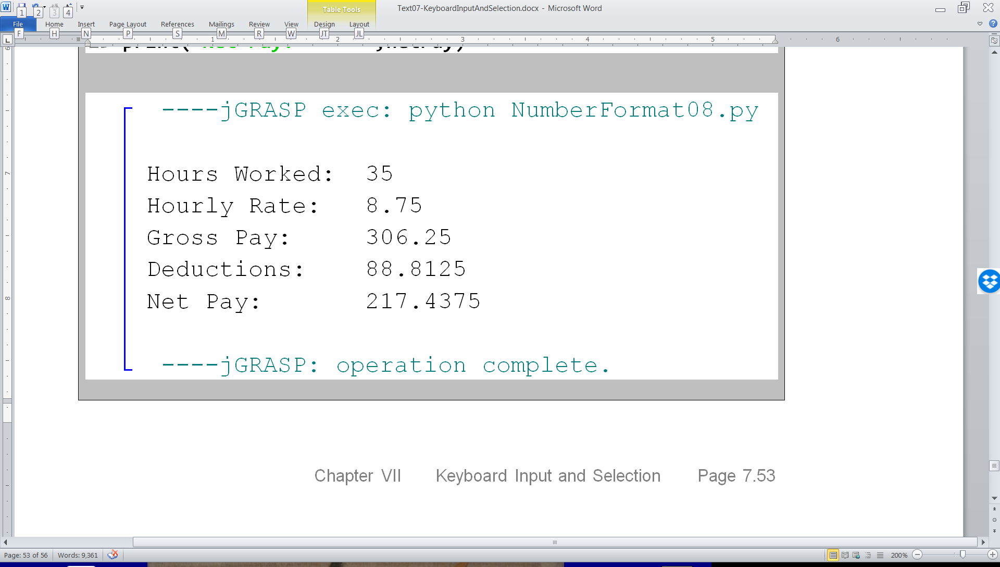 Text07-KeyboardInputAndSelection.docx - Microsoft Word
Table Tools
1 2 3 4
File Home Insert Page Layout References Mailings Review View Design Layout
F H N P S M R W JT JL
1 2 3 4 5 6
----jGRASP exec: python NumberFormat08.py
Hours Worked: 35
Hourly Rate: 8.75
Gross Pay: 306.25
Deductions: 88.8125
Net Pay: 217.4375
----jGRASP: operation complete.
7
8
Chapter VII Keyboard Input and Selection Page 7.53
Page: 53 of 56 Words: 9,361 200%